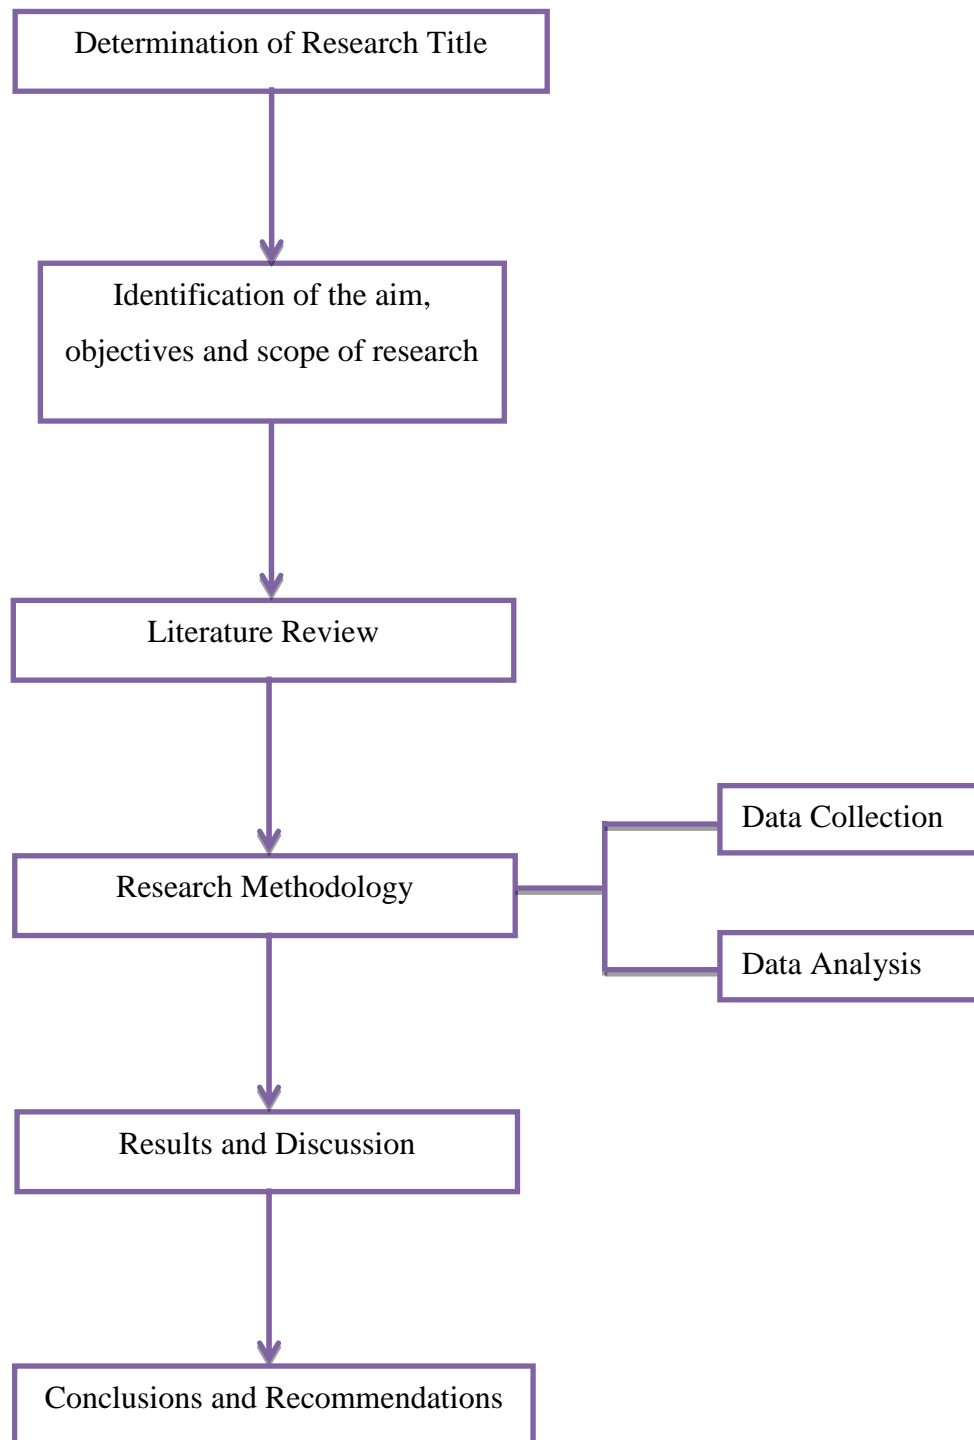 Determination of Research Title
Identification of the aim,
objectives and scope of research
Literature Review
Research Methodology
Data Collection
Data Analysis
Results and Discussion
Conclusions and Recommendations